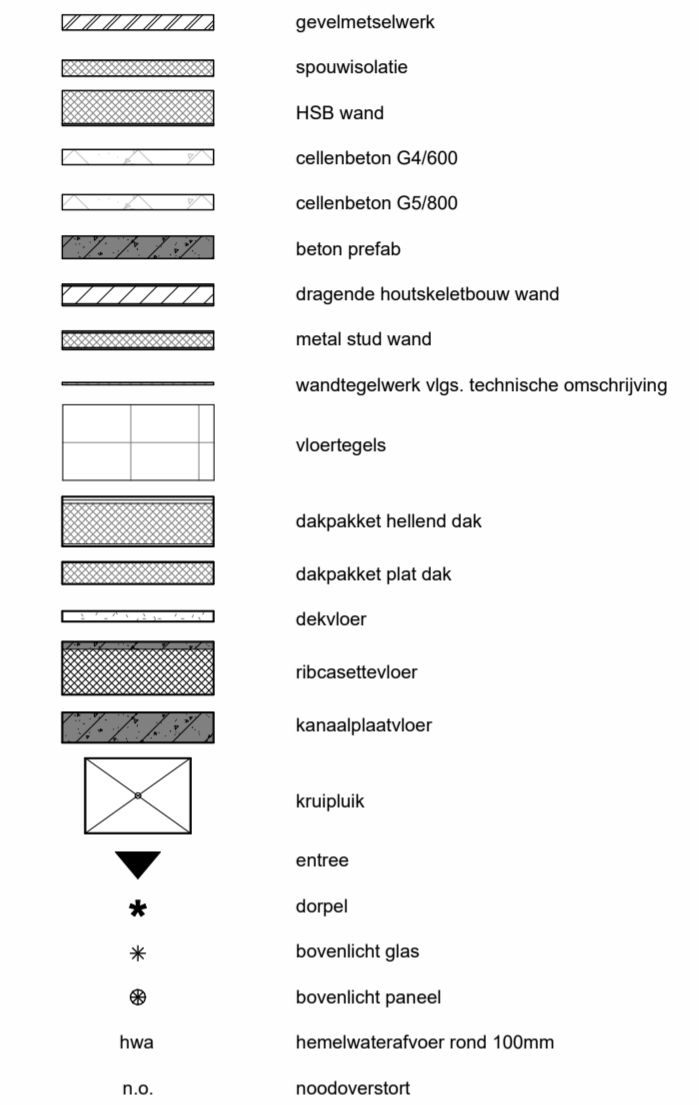 gevelmetselwerk
spouwisolatie
HSB wand
cellenbeton G4/600
cellenbeton G5/800
beton prefab
dragende houtskeletbouw wand
metal stud wand
wandtegelwerk vlgs. technische omschrijving
vloertegels
dakpakket hellend dak
dakpakket plat dak
dekvloer
ribcasettevloer
kanaalplaatvloer
kruipluik
entree
* dorpel
bovenlicht glas
bovenlicht paneel
hwa hemelwaterafvoer rond 100mm
n.o. noodoverstort